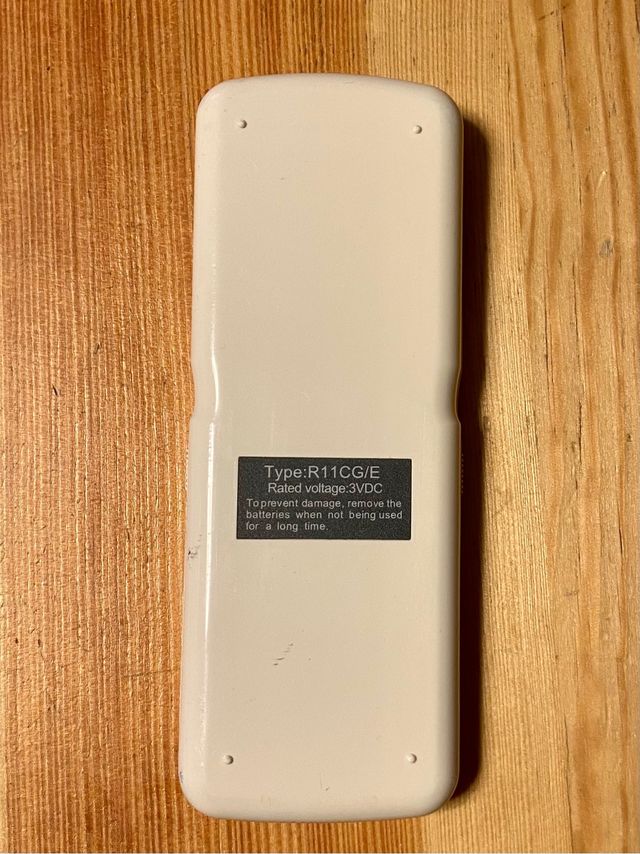 Type:R11CG/E
Rated voltage:3VDC
To prevent damage, remove the
batteries when not being used
for a long time.